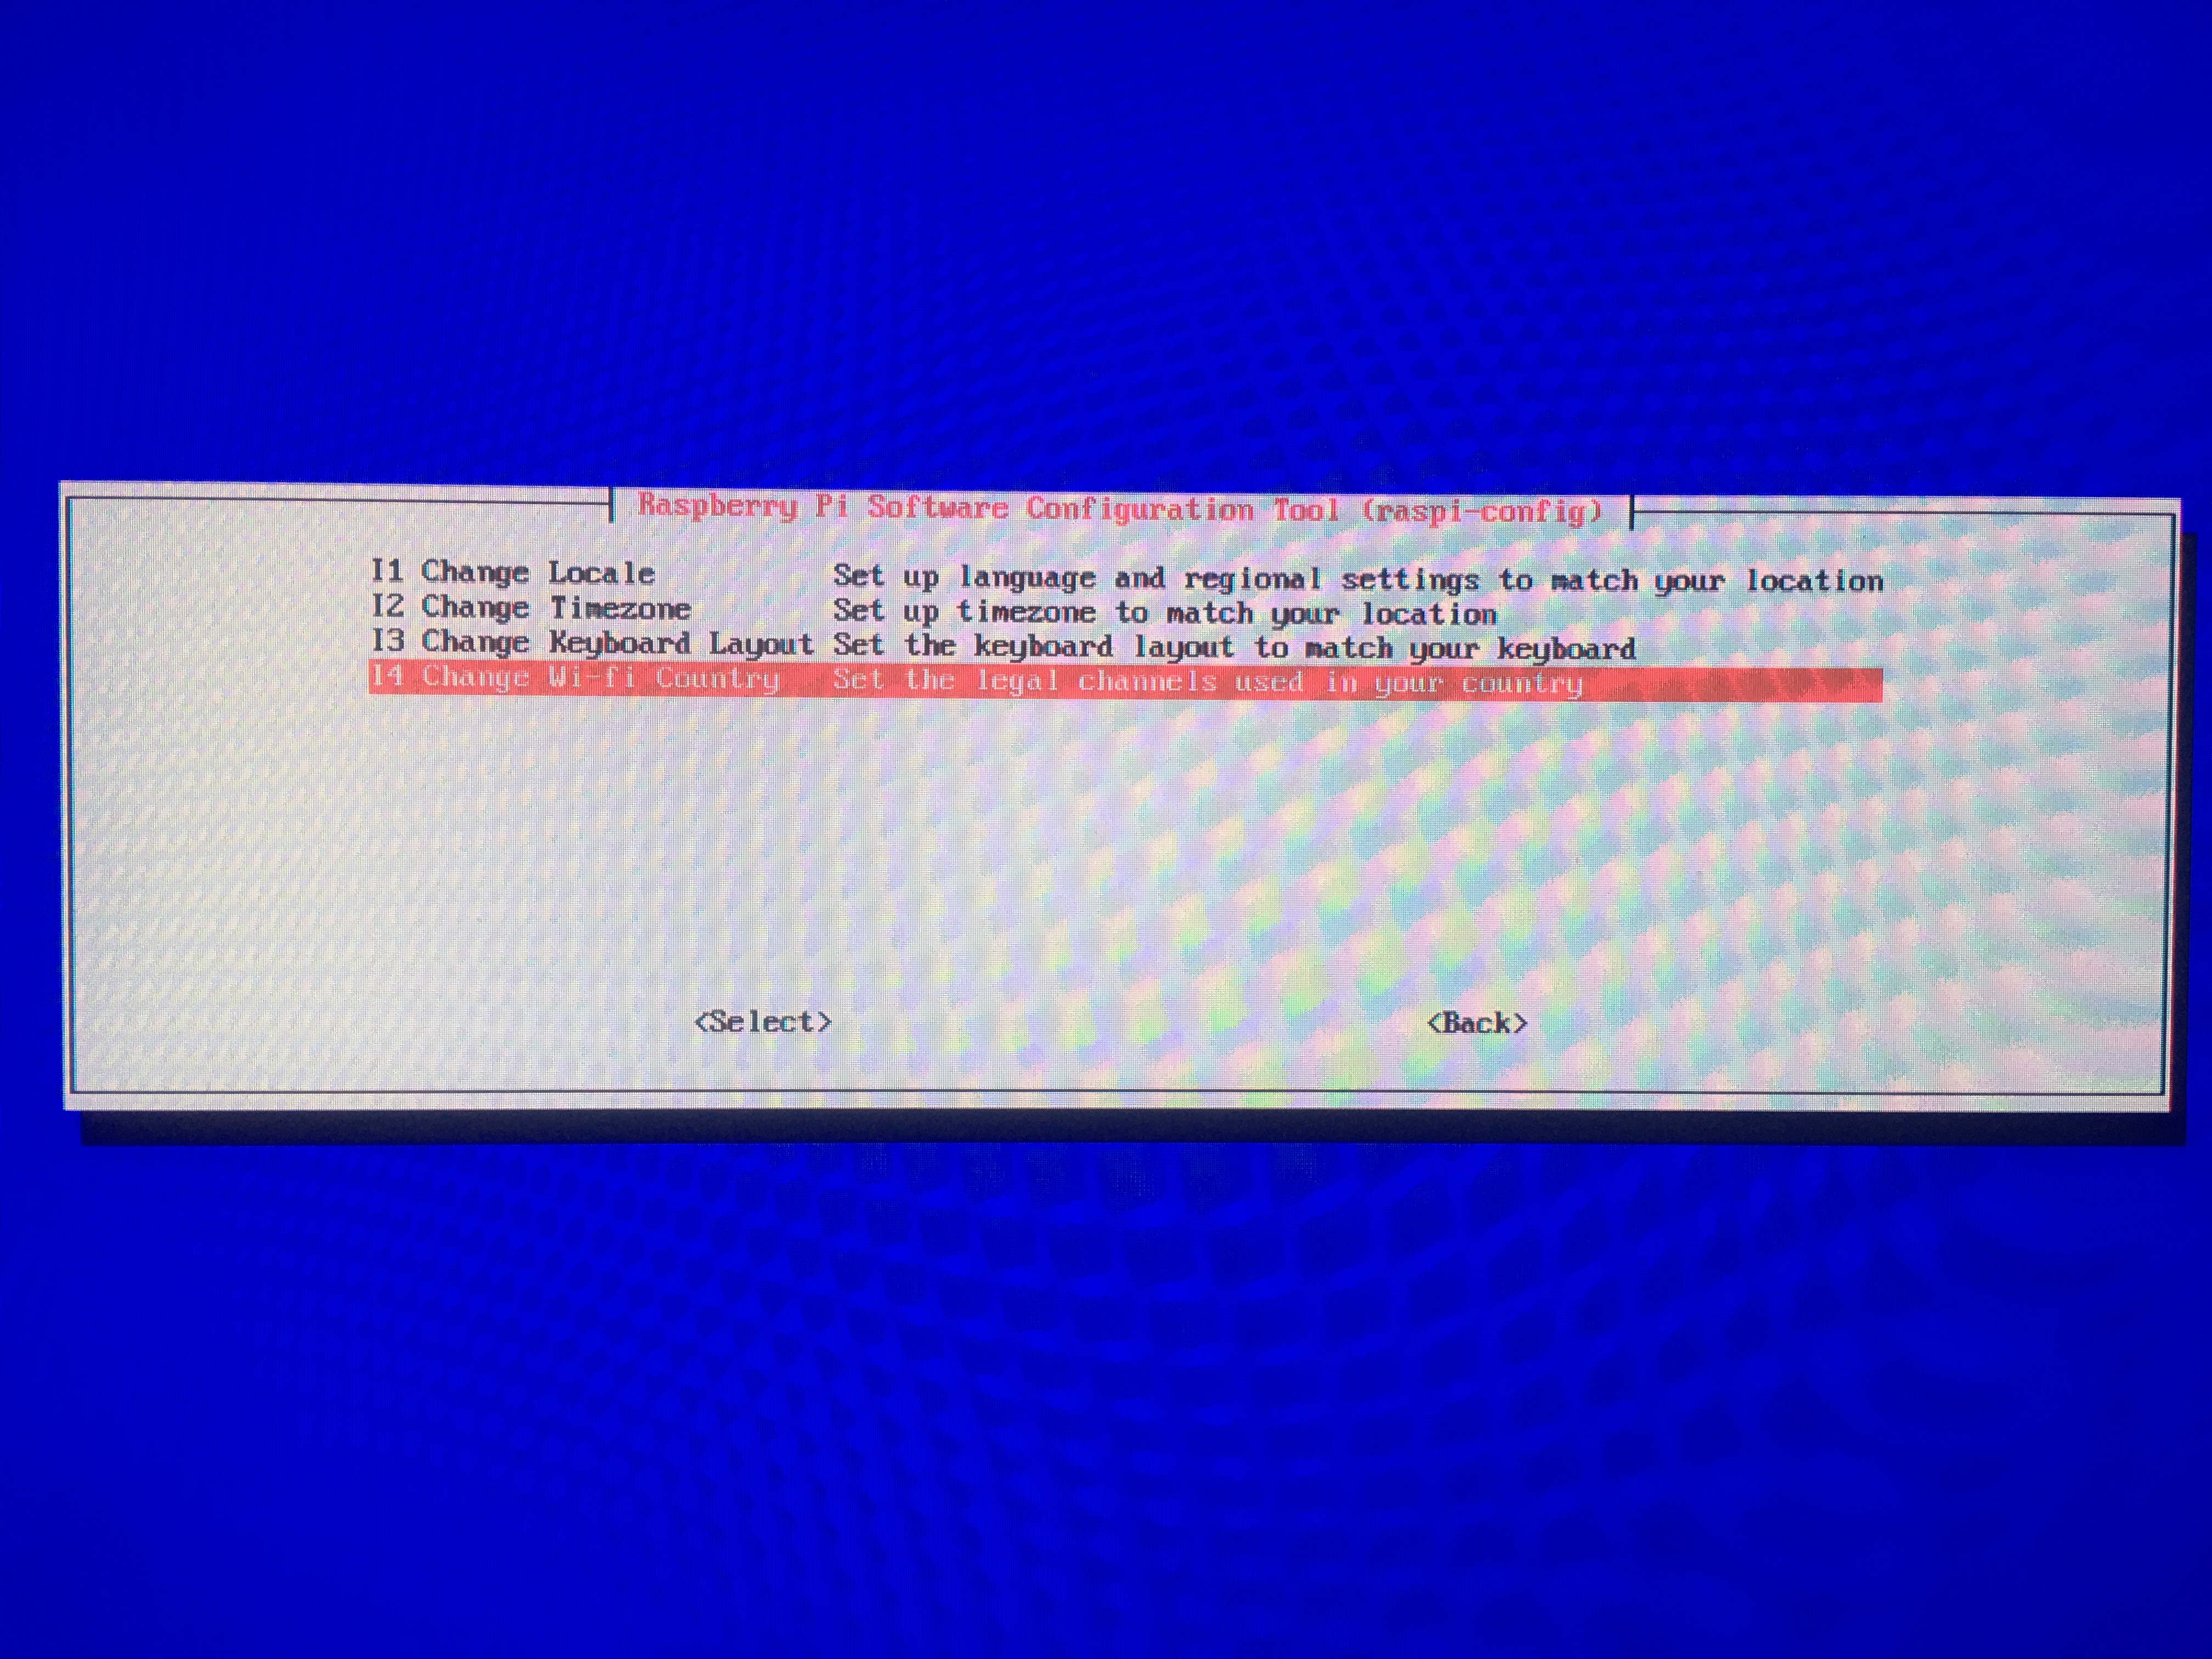 Raspberry Pi Software Configuration Tool (raspi-config)
I1 Change Locale Set up language and regional settings to match your location
I2 Change Timezone Set up timezone to match your location
I3 Change Keyboard Layout Set the keyboard layout to match your keyboard
I4 Change Wi-fi Country Set the legal channels used in your country
<Select> <Back>